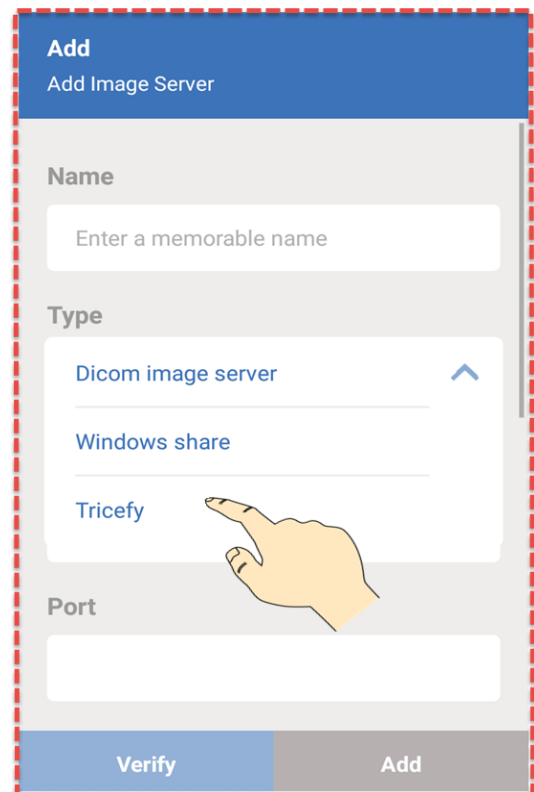 Add
Add Image Server
Name
Enter a memorable name
Type
Dicom image server
Windows share
Tricefy
Port
Verify
Add